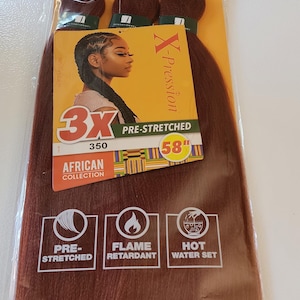 X-Pression
3X
PRE-STRETCHED
350
58"
AFRICAN
COLLECTION
PRE-
STRETCHED
FLAME
RETARDANT
HOT
WATER SET